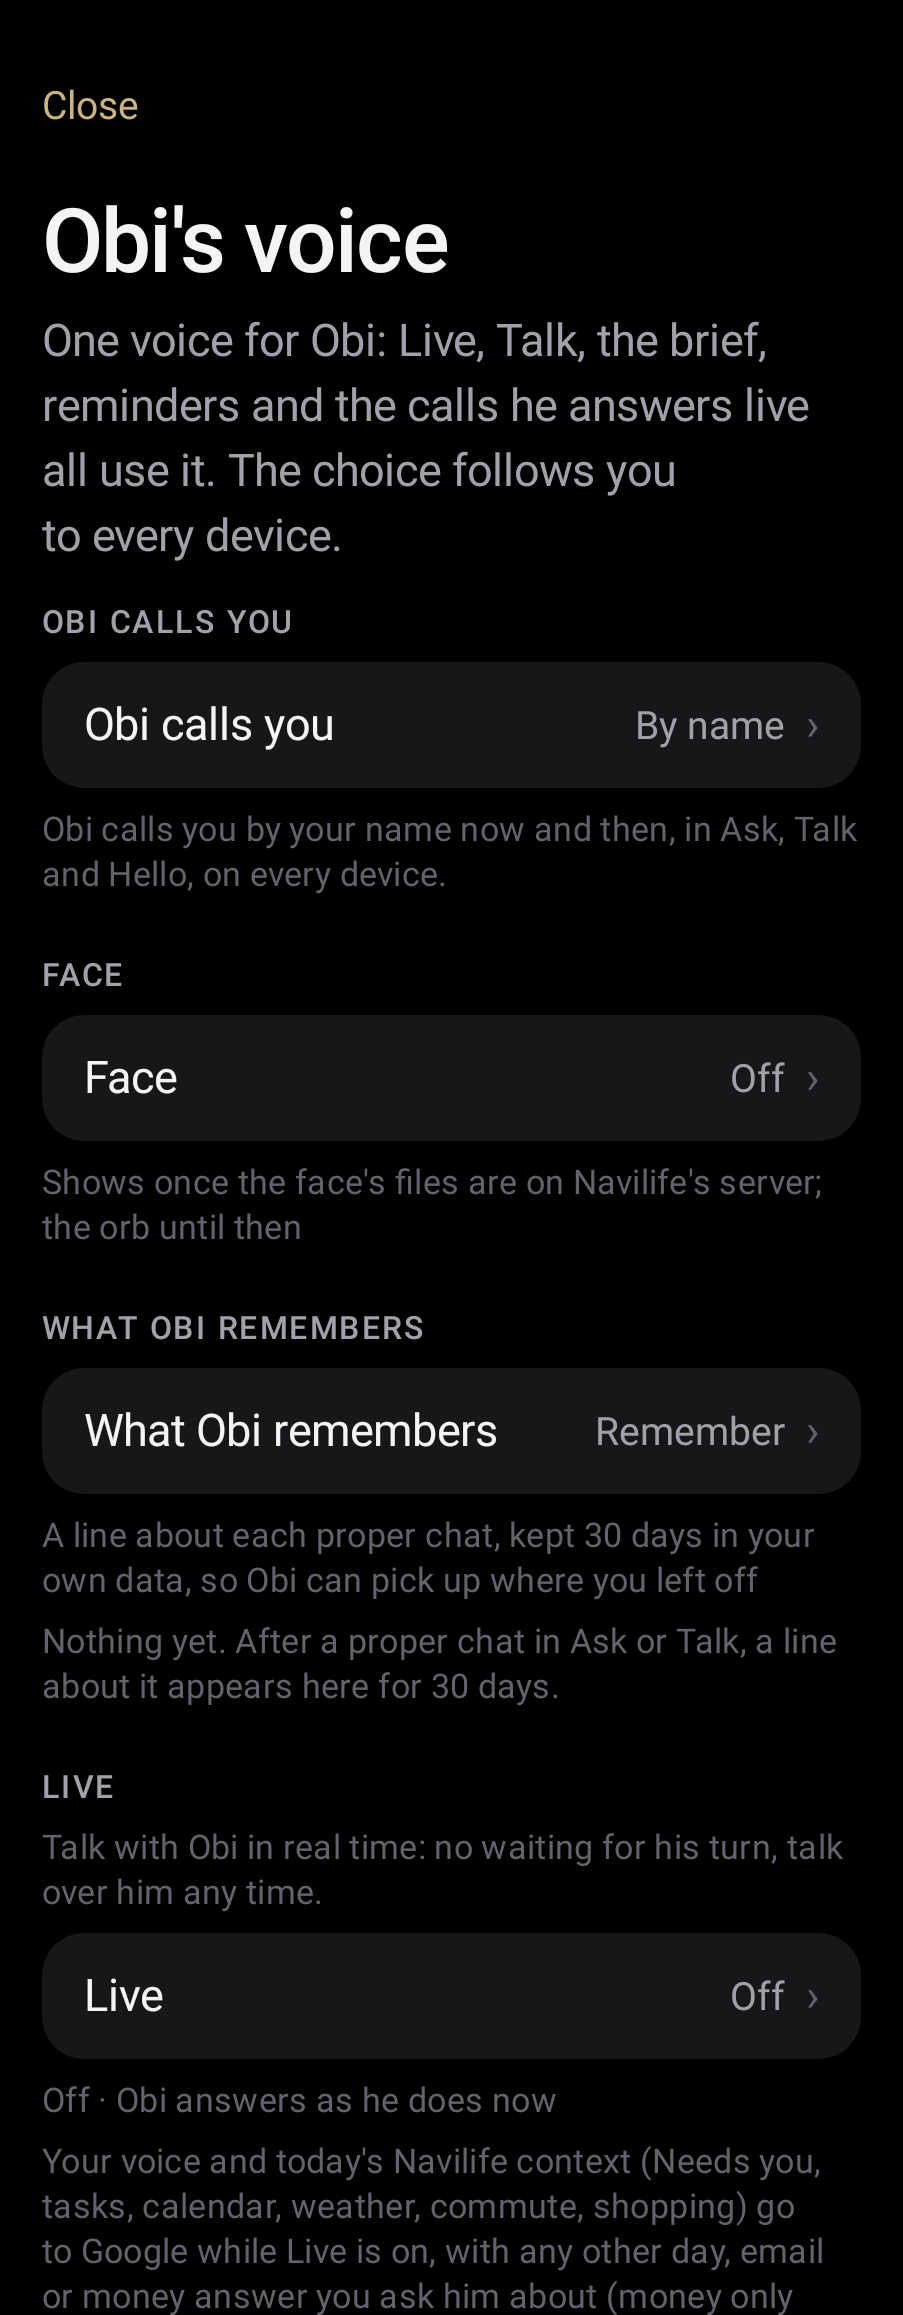 Close
Obi's voice
One voice for Obi: Live, Talk, the brief,
reminders and the calls he answers live
all use it. The choice follows you
to every device.
OBI CALLS YOU
Obi calls you By name ›
Obi calls you by your name now and then, in Ask, Talk
and Hello, on every device.
FACE
Face Off ›
Shows once the face's files are on Navilife's server;
the orb until then
WHAT OBI REMEMBERS
What Obi remembers Remember ›
A line about each proper chat, kept 30 days in your
own data, so Obi can pick up where you left off
Nothing yet. After a proper chat in Ask or Talk, a line
about it appears here for 30 days.
LIVE
Talk with Obi in real time: no waiting for his turn, talk
over him any time.
Live Off ›
Off · Obi answers as he does now
Your voice and today's Navilife context (Needs you,
tasks, calendar, weather, commute, shopping) go
to Google while Live is on, with any other day, email
or money answer you ask him about (money only